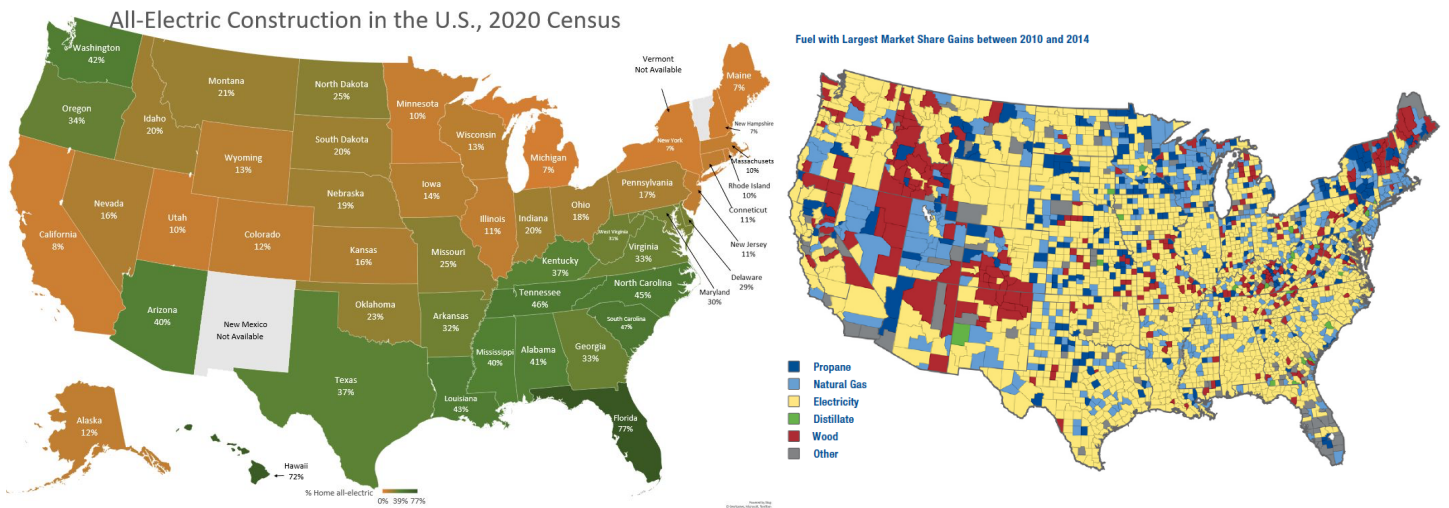 All-Electric Construction in the U.S., 2020 Census
Washington
42%
Oregon
34%
California
8%
Nevada
16%
Idaho
20%
Montana
21%
Wyoming
13%
Utah
10%
Colorado
12%
Arizona
40%
New Mexico
Not Available
North Dakota
25%
South Dakota
20%
Nebraska
19%
Kansas
16%
Oklahoma
23%
Texas
37%
Minnesota
10%
Iowa
14%
Missouri
25%
Arkansas
32%
Louisiana
43%
Wisconsin
13%
Illinois
11%
Michigan
7%
Indiana
20%
Ohio
18%
Kentucky
37%
Tennessee
46%
Mississippi
40%
Alabama
41%
Georgia
33%
Florida
77%
South Carolina
47%
North Carolina
45%
Virginia
33%
West Virginia
Pennsylvania
17%
New York
7%
Vermont
Not Available
Maine
7%
New Hampshire
7%
Massachusets
10%
Rhode Island
10%
Conneticut
11%
New Jersey
11%
Delaware
29%
Maryland
30%
Alaska
12%
Hawaii
72%
% Home all-electric
0% 39% 77%
Powered by Bing
Fuel with Largest Market Share Gains between 2010 and 2014
Propane
Natural Gas
Electricity
Distillate
Wood
Other